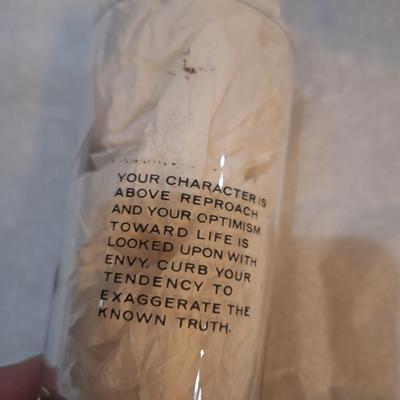 YOUR CHARACTER IS
ABOVE REPROACH
AND YOUR OPTIMISM
TOWARD LIFE IS
LOOKED UPON WITH
ENVY. CURB YOUR
TENDENCY TO
EXAGGERATE THE
KNOWN TRUTH.